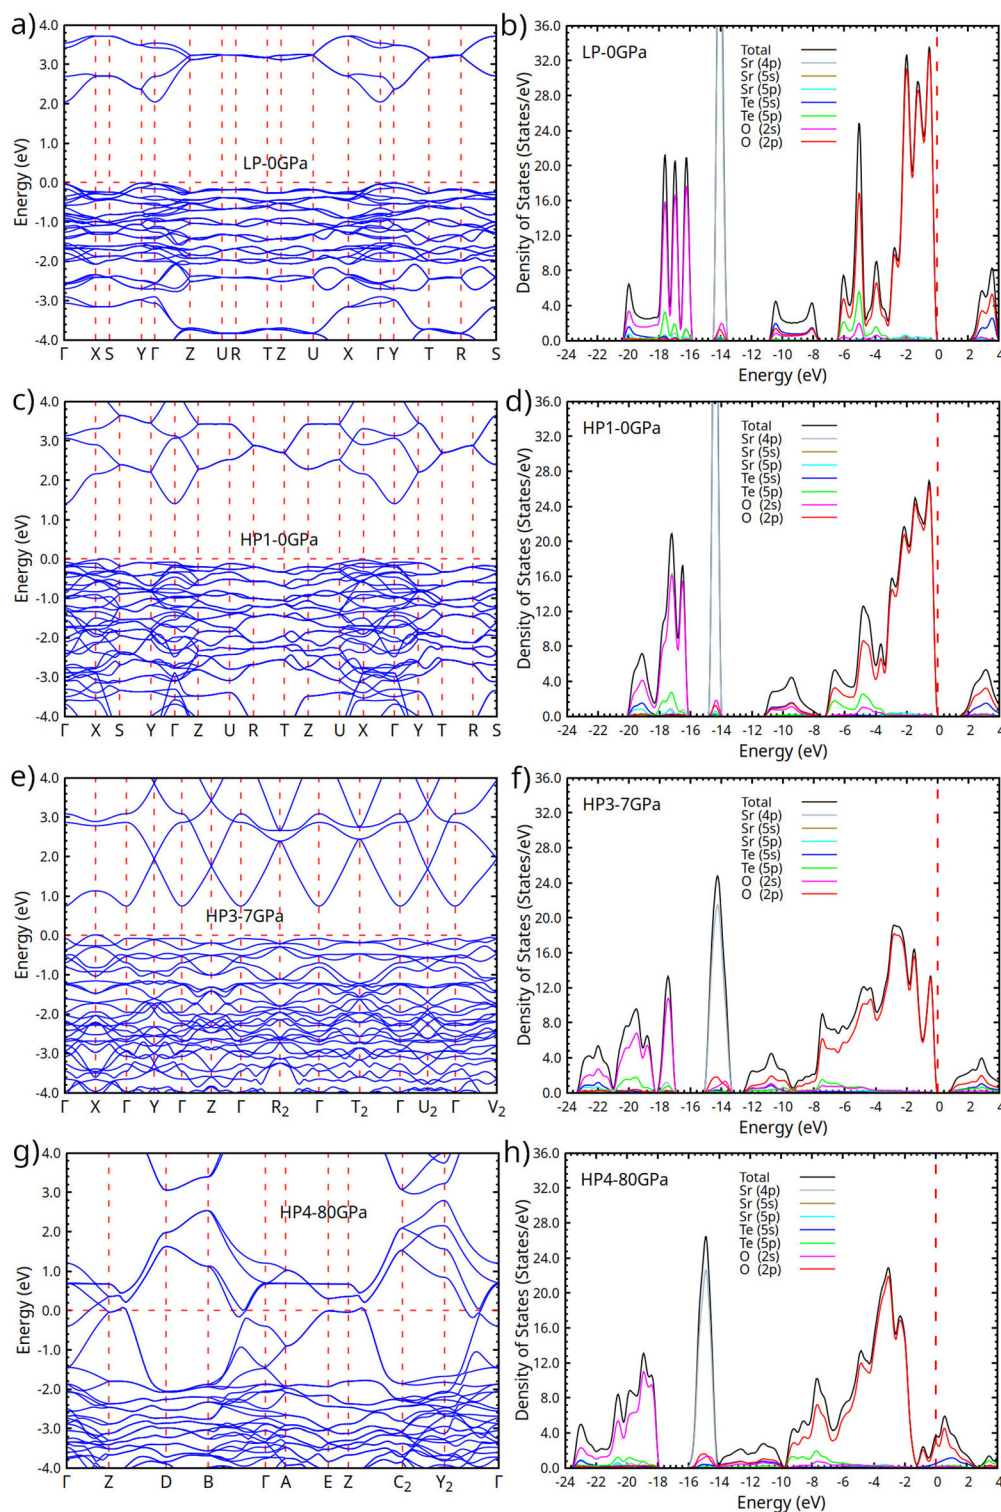 a)
4.0
3.0
2.0
LP-0GPa
0.0
-1.0
-2.0
-3.0
-4.0
Energy (eV)
Γ X S Y Γ Z U R T Z U X Γ Y T R S
b)
36.0
32.0
28.0
24.0
20.0
16.0
12.0
8.0
4.0
0.0
Density of States (States/eV)
LP-0GPa
Total
Sr (4p)
Sr (5s)
Sr (5p)
Te (5s)
Te (5p)
O (2s)
O (2p)
-24 -22 -20 -18 -16 -14 -12 -10 -8 -6 -4 -2 0 2 4
Energy (eV)
c)
4.0
3.0
2.0
1.0
HP1-0GPa
0.0
-1.0
-2.0
-3.0
-4.0
Energy (eV)
Γ X S Y Γ Z U R T Z U X Γ Y T R S
d)
36.0
32.0
28.0
24.0
20.0
16.0
12.0
8.0
4.0
0.0
Density of States (States/eV)
HP1-0GPa
Total
Sr (4p)
Sr (5s)
Sr (5p)
Te (5s)
Te (5p)
O (2s)
O (2p)
-24 -22 -20 -18 -16 -14 -12 -10 -8 -6 -4 -2 0 2 4
Energy (eV)
e)
4.0
3.0
2.0
1.0
HP3-7GPa
0.0
-1.0
-2.0
-3.0
-4.0
Energy (eV)
Γ X Γ Y Γ Z Γ R2 Γ T2 Γ U2 Γ V2
f)
36.0
32.0
28.0
24.0
20.0
16.0
12.0
8.0
4.0
0.0
Density of States (States/eV)
HP3-7GPa
Total
Sr (4p)
Sr (5s)
Sr (5p)
Te (5s)
Te (5p)
O (2s)
O (2p)
-24 -22 -20 -18 -16 -14 -12 -10 -8 -6 -4 -2 0 2 4
Energy (eV)
g)
4.0
3.0
2.0
1.0
HP4-80GPa
0.0
-1.0
-2.0
-3.0
-4.0
Energy (eV)
Γ Z D B Γ A E Z C2 Y2 Γ
h)
36.0
32.0
28.0
24.0
20.0
16.0
12.0
8.0
4.0
0.0
Density of States (States/eV)
HP4-80GPa
Total
Sr (4p)
Sr (5s)
Sr (5p)
Te (5s)
Te (5p)
O (2s)
O (2p)
-24 -22 -20 -18 -16 -14 -12 -10 -8 -6 -4 -2 0 2 4
Energy (eV)